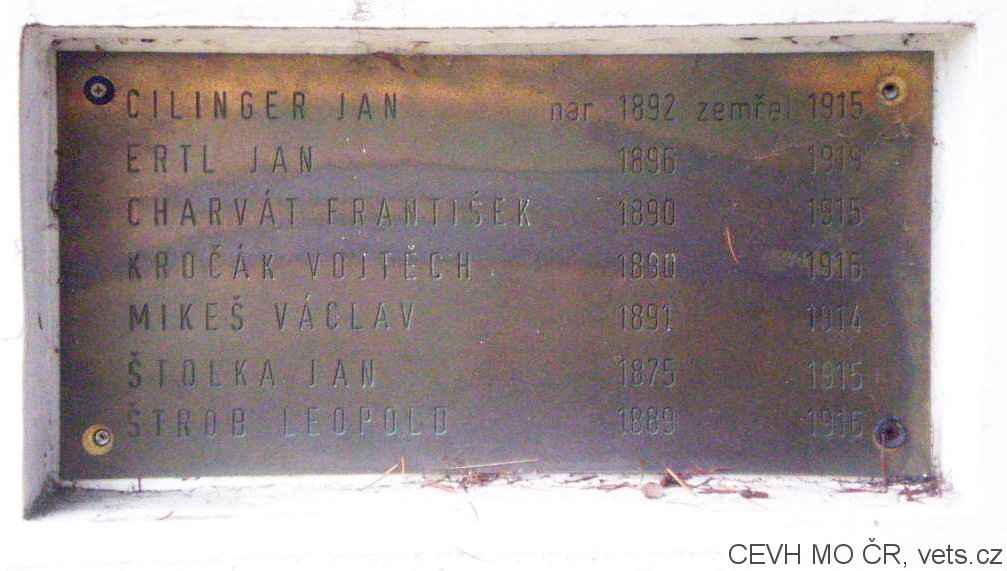 CILINGER JAN nar. 1892 zemřel 1915
ERTL JAN 1896
CHARVÁT FRANTIŠEK 1890 1915
KROČÁK VOJTĚCH 1890 1916
MIKEŠ VÁCLAV 1891 1914
ŠTOLKA JAN 1875 1915
ŠTROB LEOPOLD 1889 1916
CEVH MO ČR, vets.cz